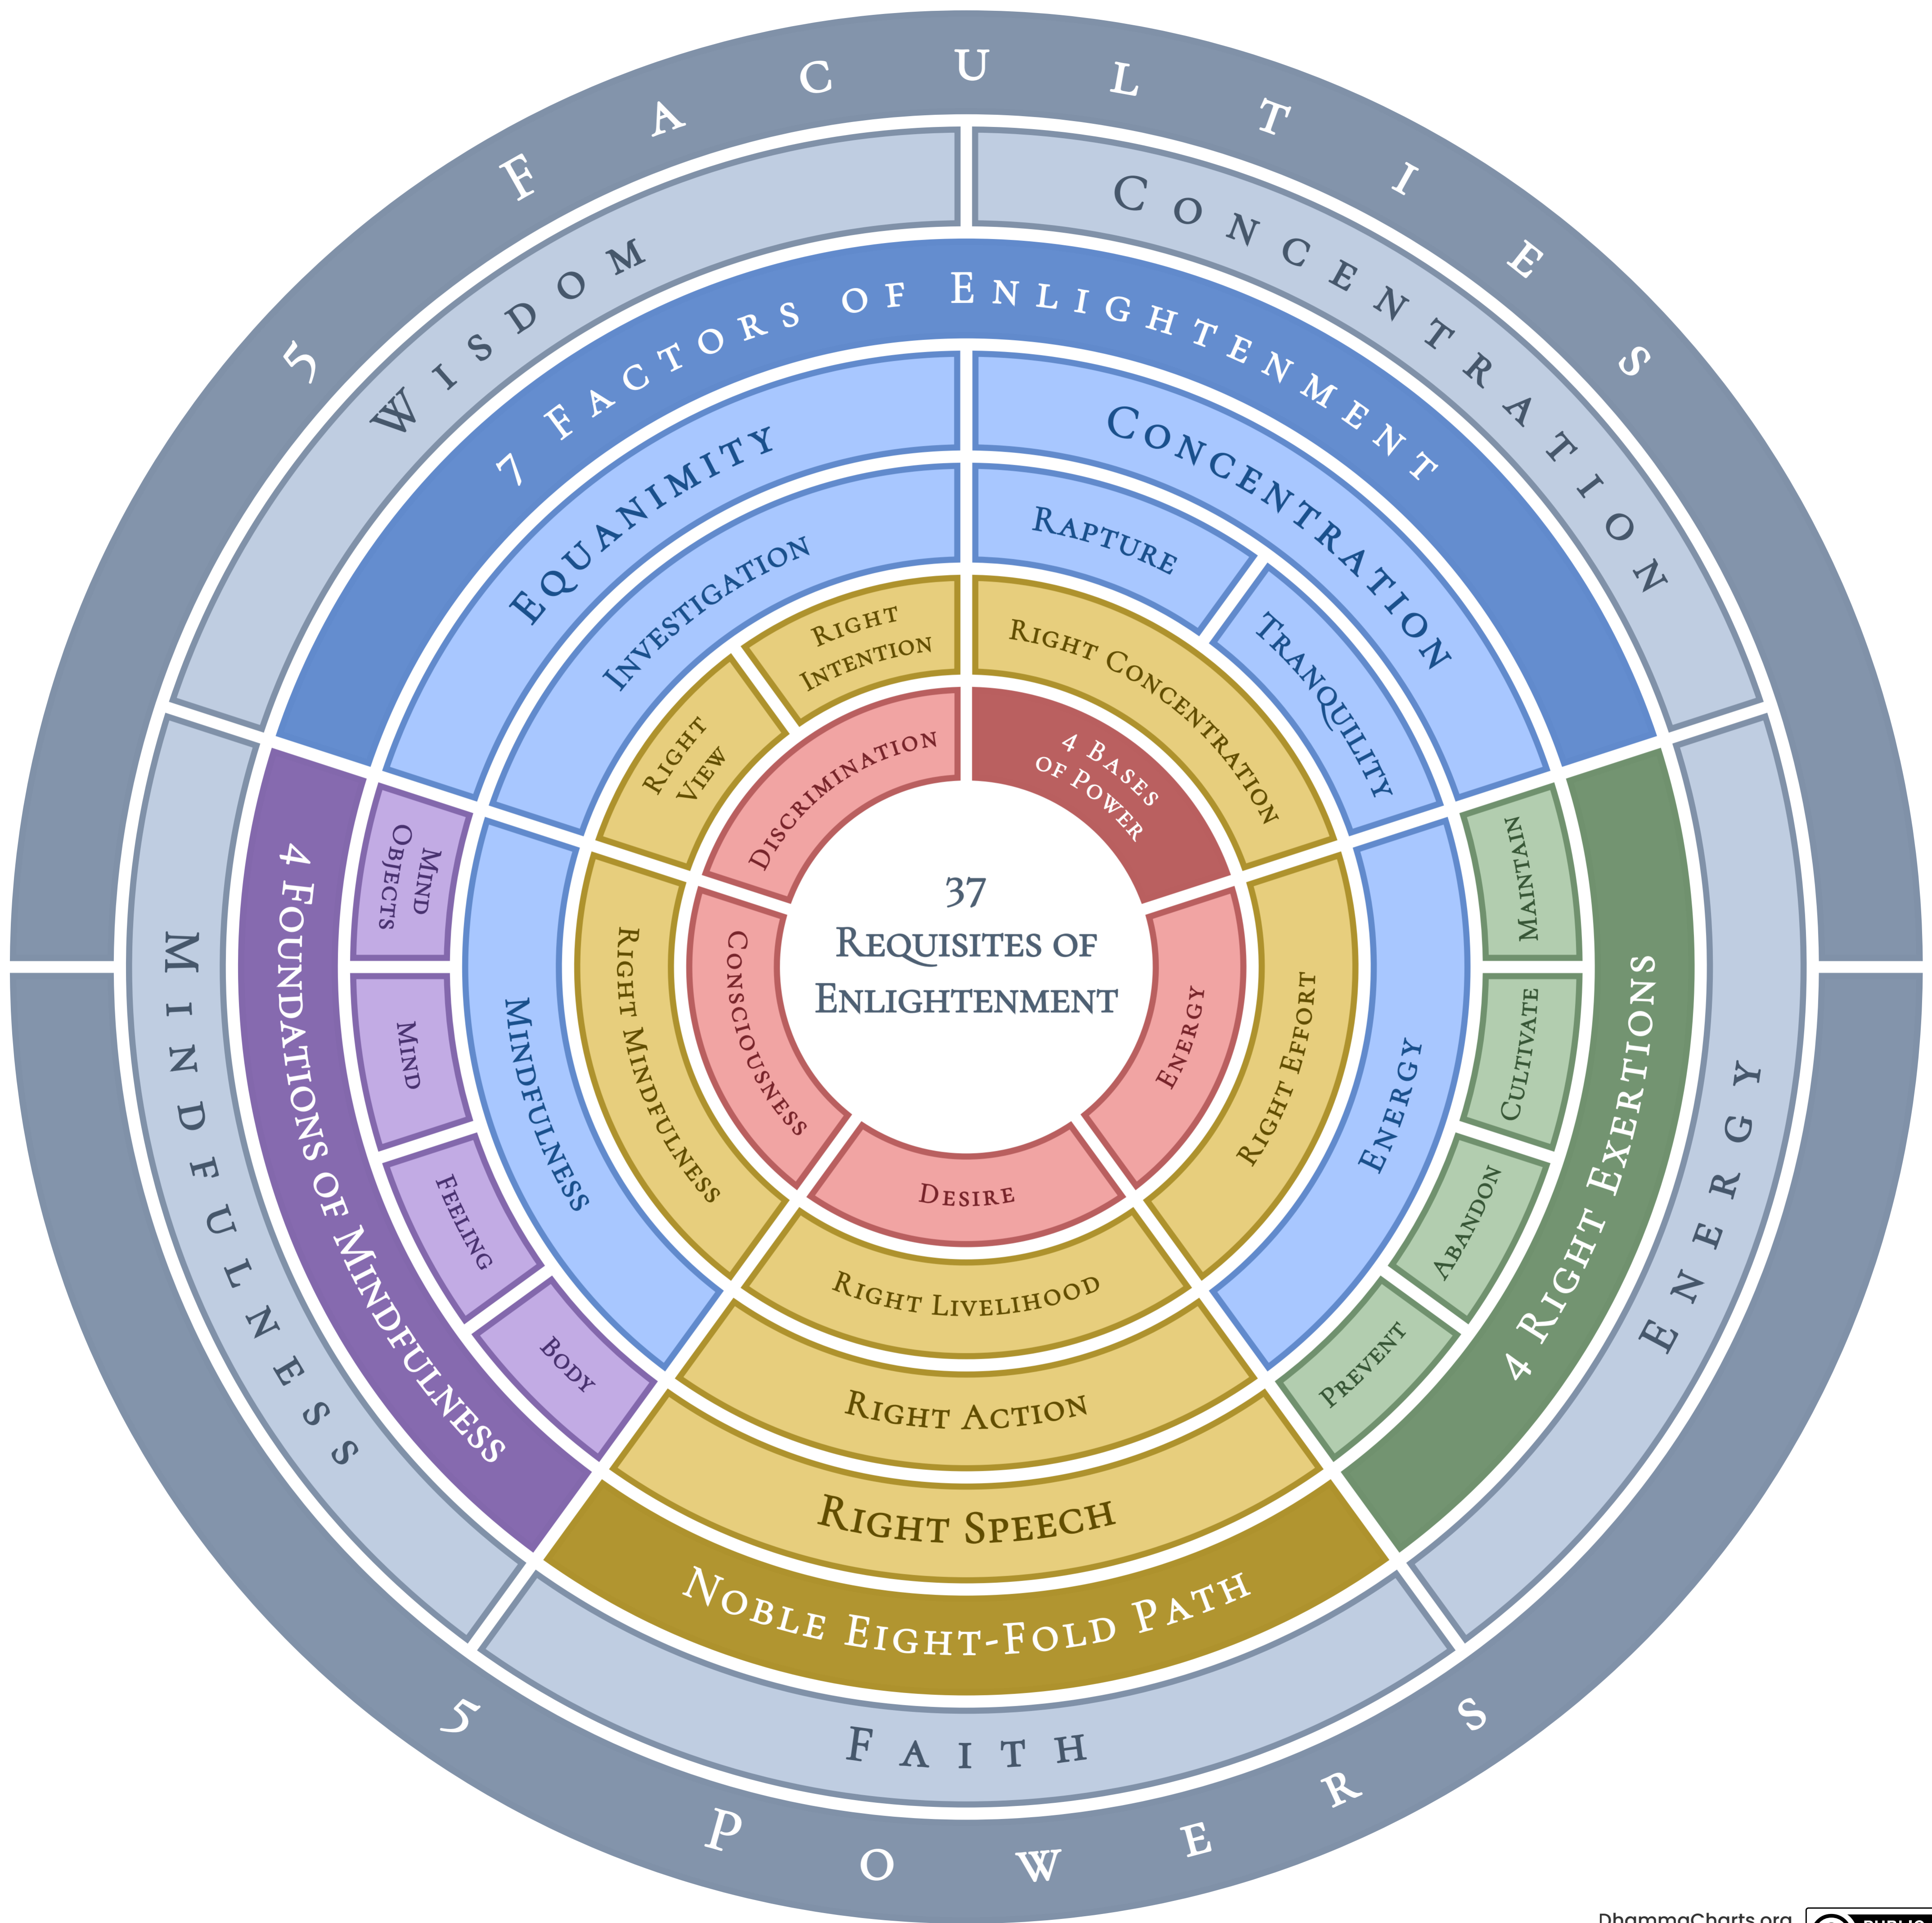 5 Faculties
Wisdom
Concentration
7 Factors of Enlightenment
Equanimity
Concentration
Investigation
Rapture
Tranquility
Right
View
Right
Intention
Right Concentration
Discrimination
4 Bases
of Power
37
Requisites of
Enlightenment
Mindfulness
4 Foundations of Mindfulness
Mind
Objects
Mind
Feeling
Body
Mindfulness
Right Mindfulness
Consciousness
Desire
Energy
Right Effort
Energy
Maintain
Cultivate
Abandon
Prevent
4 Right Exertions
Energy
Right Livelihood
Right Action
Right Speech
Noble Eight-Fold Path
Faith
5 Powers
DhammaCharts.org